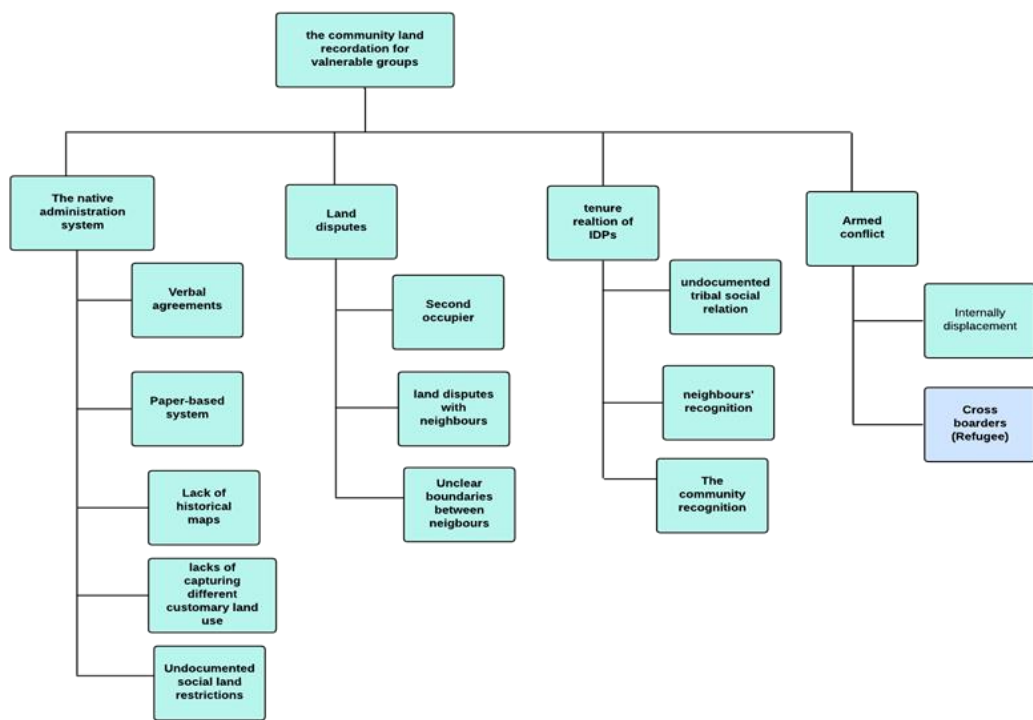 the community land
recordation for
valnerable groups
The native
administration
system
Land
disputes
tenure
realtion of
IDPs
Armed
conflict
Verbal
agreements
Paper-based
system
Lack of
historical
maps
lacks of
capturing
different
customary land
use
Undocumented
social land
restrictions
Second
occupier
land disputes
with
neighbours
Unclear
boundaries
between
neigbours
undocumented
tribal social
relation
neighbours'
recognition
The
community
recognition
Internally
displacement
Cross
boarders
(Refugee)